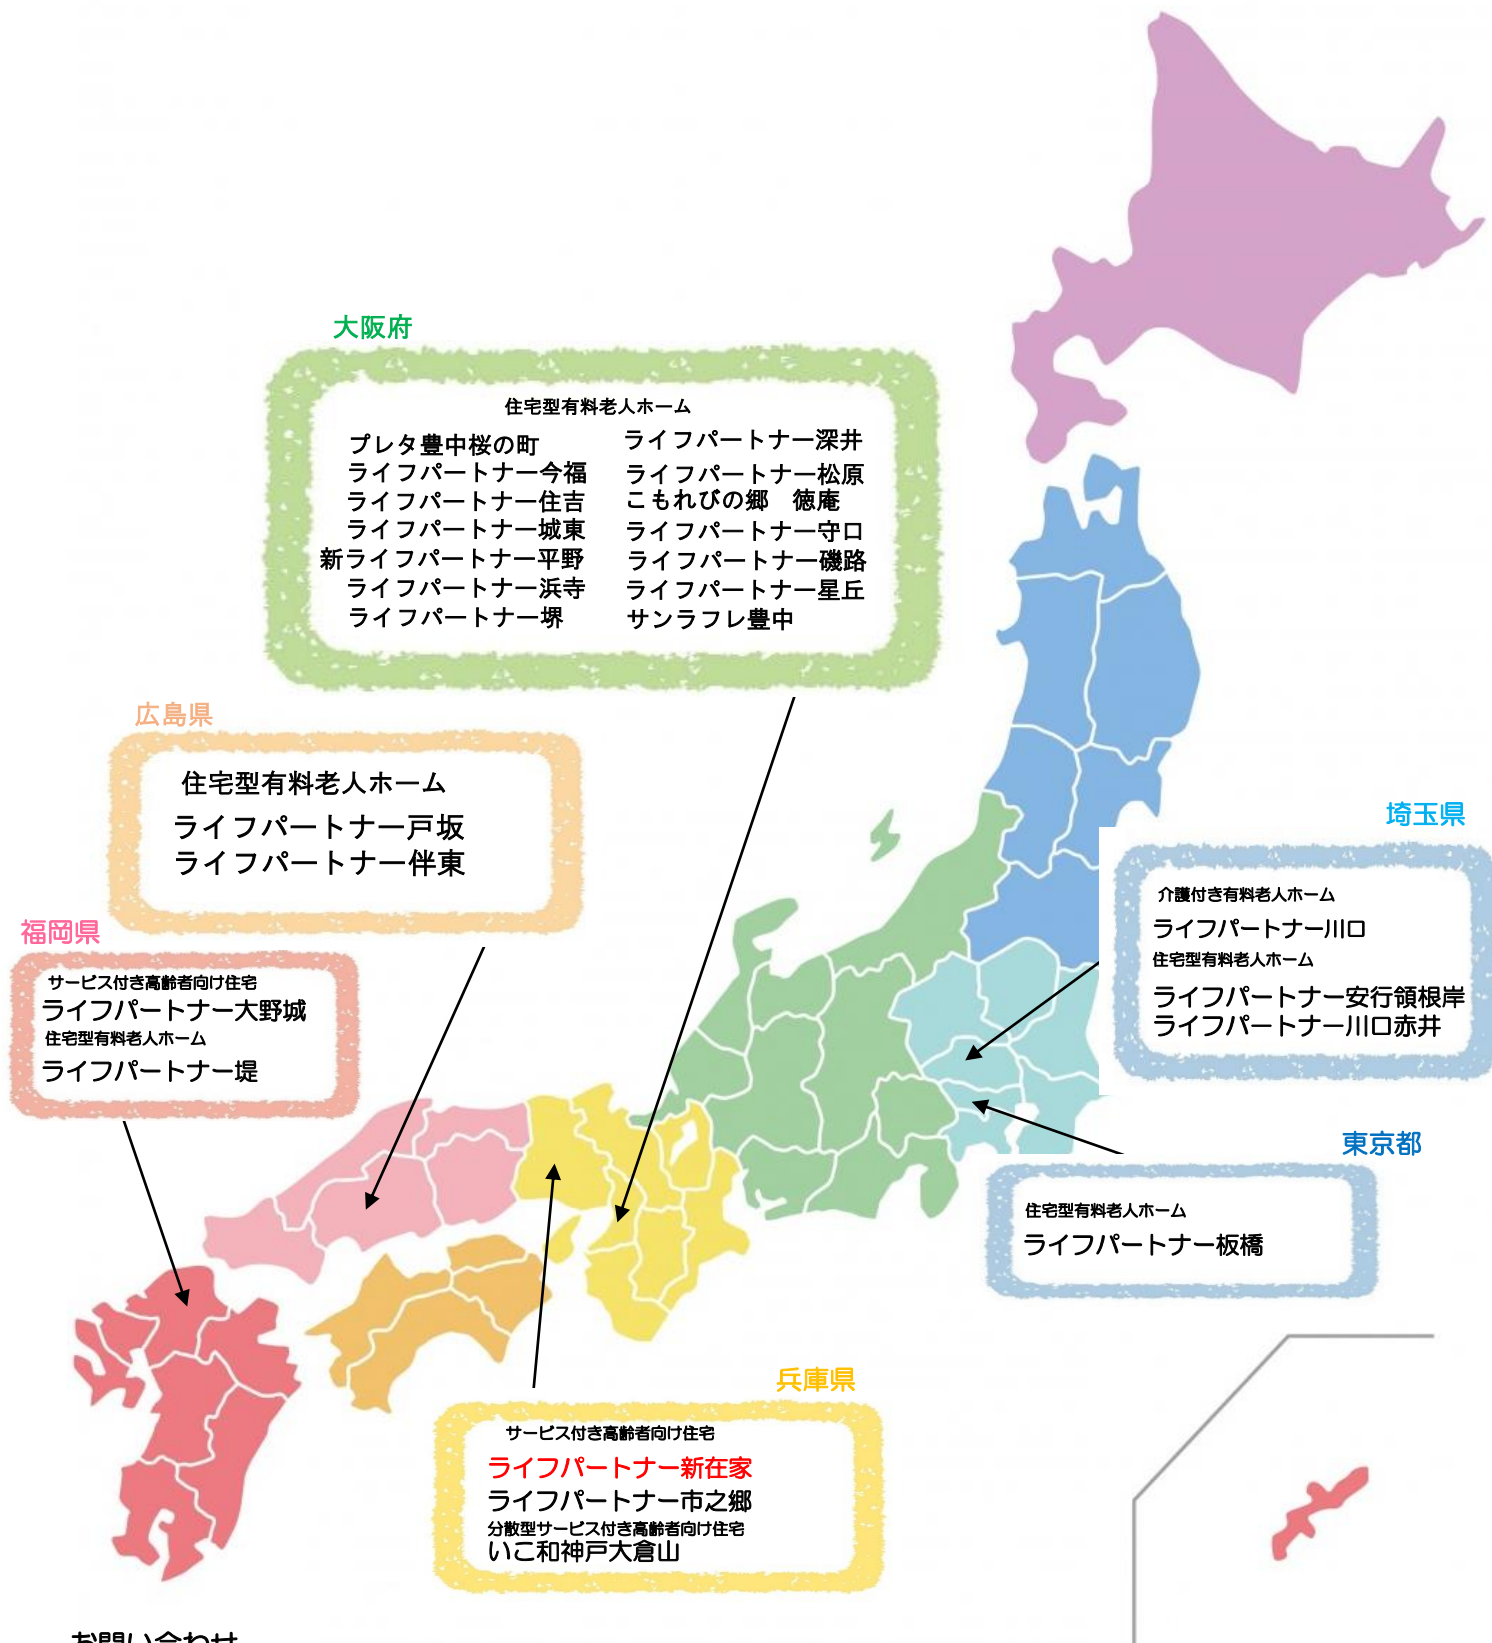 大阪府
住宅型有料老人ホーム
プレタ豊中桜の町
ライフパートナー今福
ライフパートナー住吉
ライフパートナー城東
新ライフパートナー平野
ライフパートナー浜寺
ライフパートナー堺
ライフパートナー深井
ライフパートナー松原
こもれびの郷　徳庵
ライフパートナー守口
ライフパートナー磯路
ライフパートナー星丘
サンラフレ豊中
広島県
住宅型有料老人ホーム
ライフパートナー戸坂
ライフパートナー伴東
埼玉県
介護付き有料老人ホーム
ライフパートナー川口
住宅型有料老人ホーム
ライフパートナー安行領根岸
ライフパートナー川口赤井
福岡県
サービス付き高齢者向け住宅
ライフパートナー大野城
住宅型有料老人ホーム
ライフパートナー堤
東京都
住宅型有料老人ホーム
ライフパートナー板橋
兵庫県
サービス付き高齢者向け住宅
ライフパートナー新在家
ライフパートナー市之郷
分散型サービス付き高齢者向け住宅
いこ和神戸大倉山
お問い合わせ